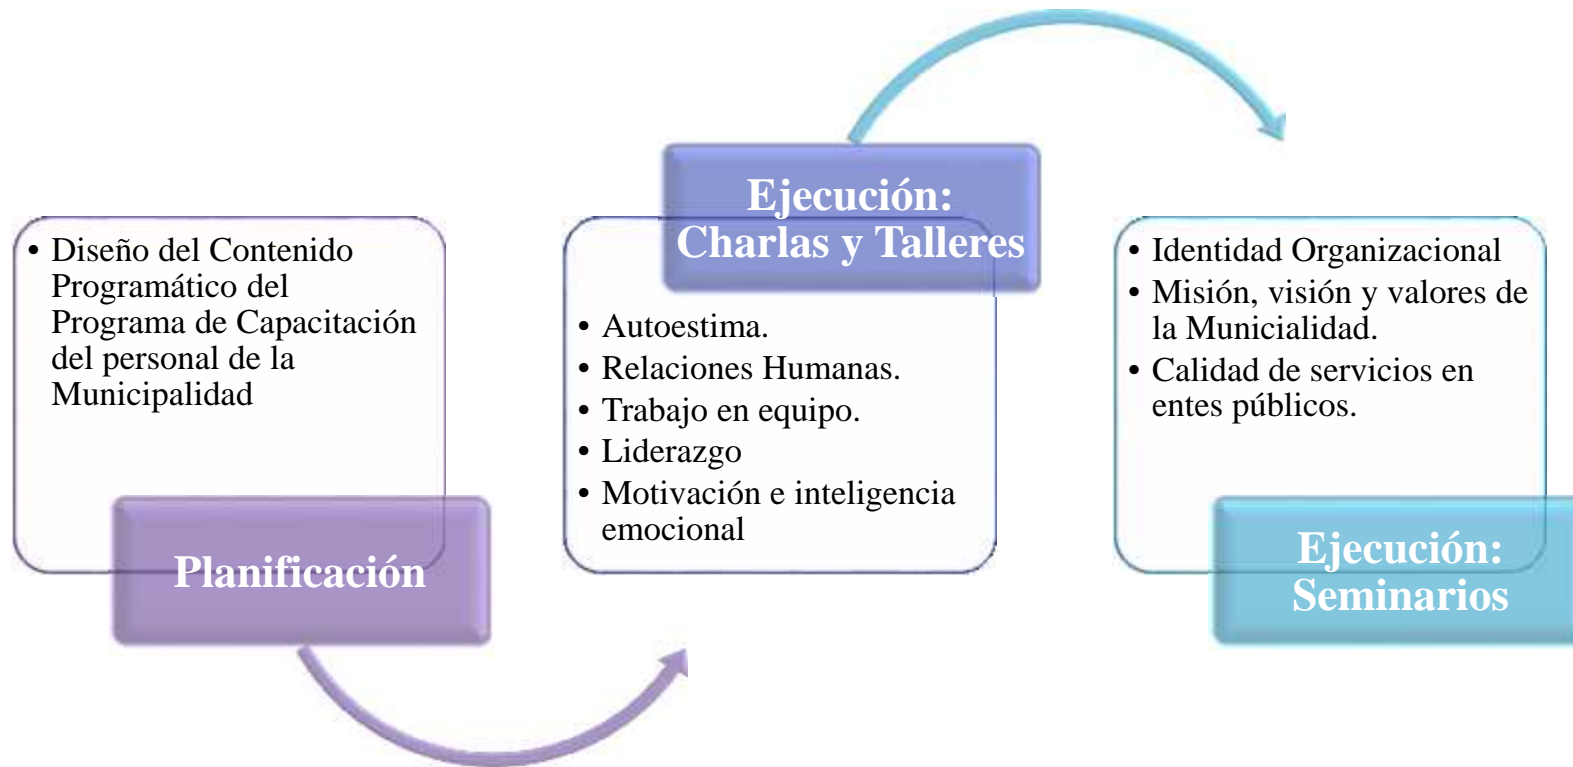 • Diseño del Contenido
Programático del
Programa de Capacitación
del personal de la
Municipalidad
Planificación
Ejecución:
Charlas y Talleres
• Autoestima.
• Relaciones Humanas.
• Trabajo en equipo.
• Liderazgo
• Motivación e inteligencia
emocional
• Identidad Organizacional
• Misión, visión y valores de
la Municialidad.
• Calidad de servicios en
entes públicos.
Ejecución:
Seminarios